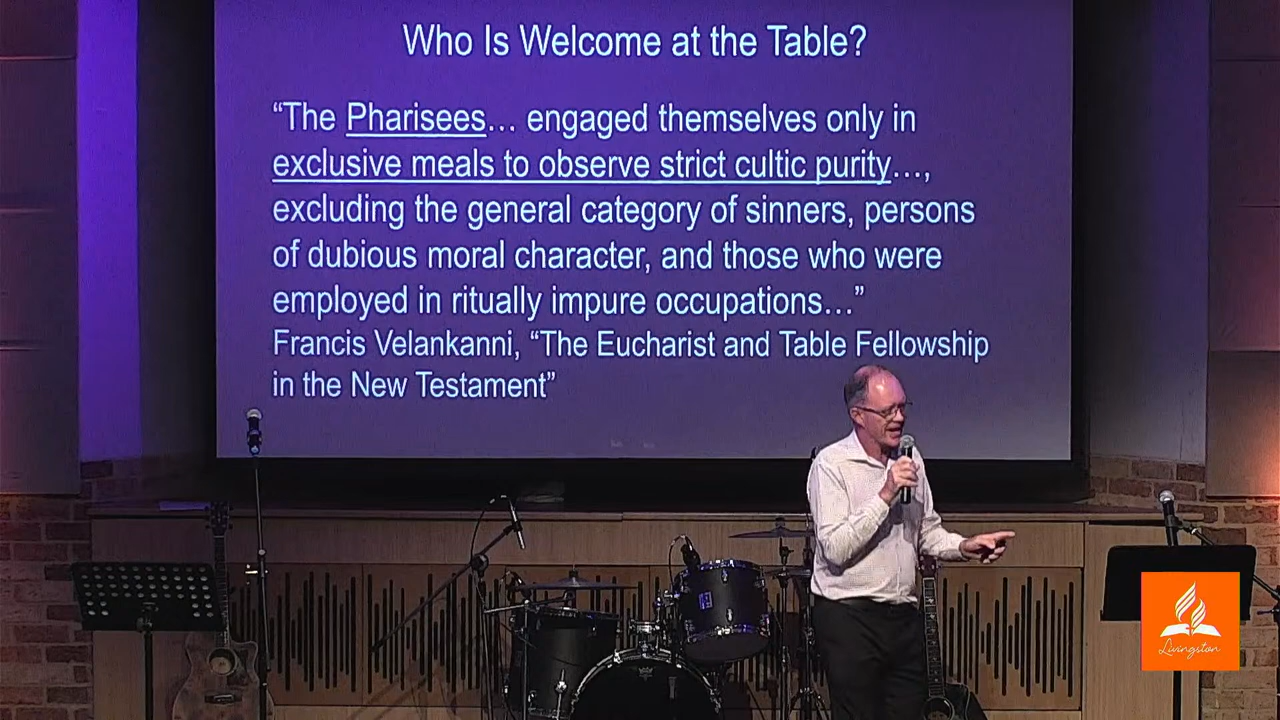 Who Is Welcome at the Table?
“The Pharisees… engaged themselves only in
exclusive meals to observe strict cultic purity…,
excluding the general category of sinners, persons
of dubious moral character, and those who were
employed in ritually impure occupations…”
Francis Velankanni, “The Eucharist and Table Fellowship
in the New Testament”
Livingston